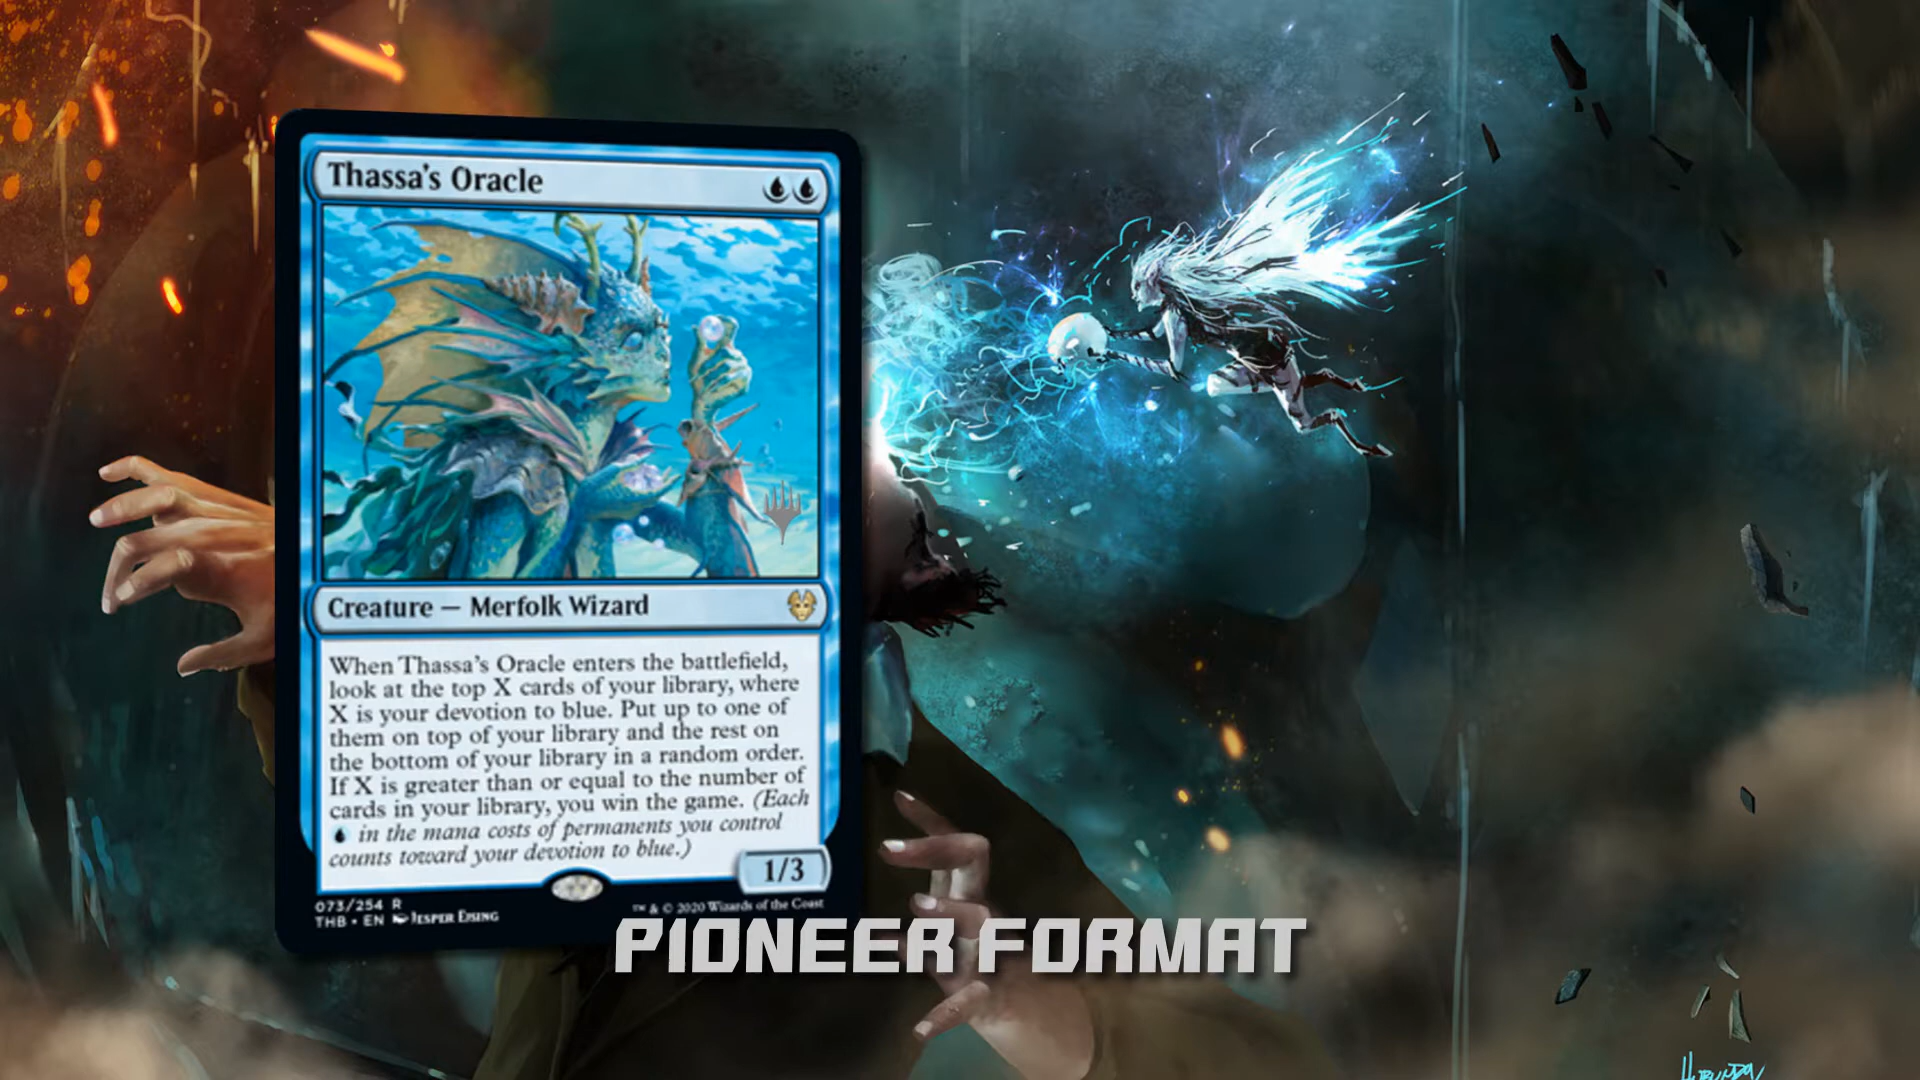 Thassa's Oracle
Creature — Merfolk Wizard
When Thassa's Oracle enters the battlefield,
look at the top X cards of your library, where
X is your devotion to blue. Put up to one of
them on top of your library and the rest on
the bottom of your library in a random order.
If X is greater than or equal to the number of
cards in your library, you win the game. (Each
in the mana costs of permanents you control
counts toward your devotion to blue.)
1/3
073/254 R
THB • EN Jesper Ejsing
™ & © 2020 Wizards of the Coast
PIONEER FORMAT